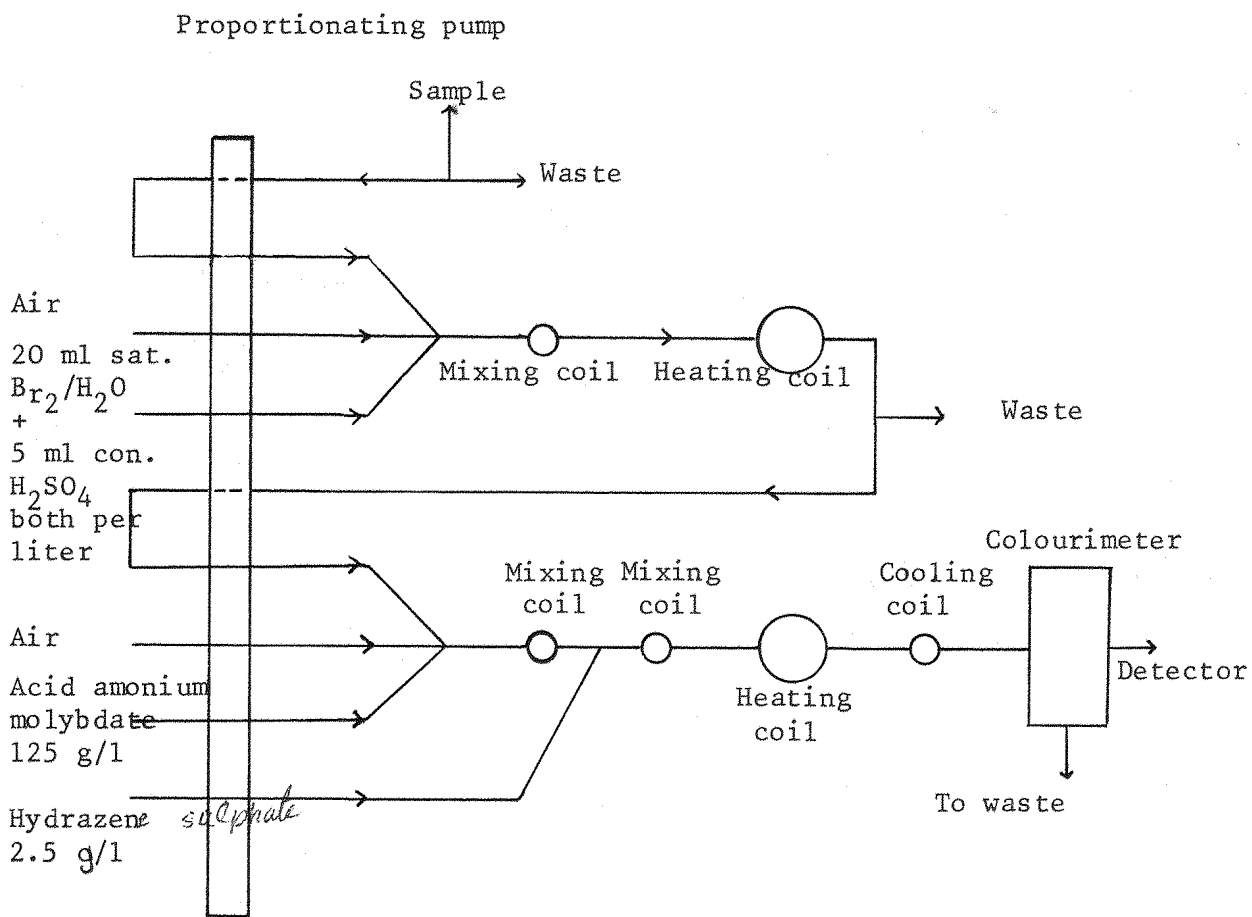 Proportionating pump
Sample
Waste
Air
20 ml sat.
Br2/H2O
+
5 ml con.
H2SO4
both per
liter
Mixing coil
Heating coil
Waste
Air
Acid amonium
molybdate
125 g/l
Hydrazene sulphate
2.5 g/l
Mixing
coil
Mixing
coil
Heating
coil
Cooling
coil
Colourimeter
Detector
To waste